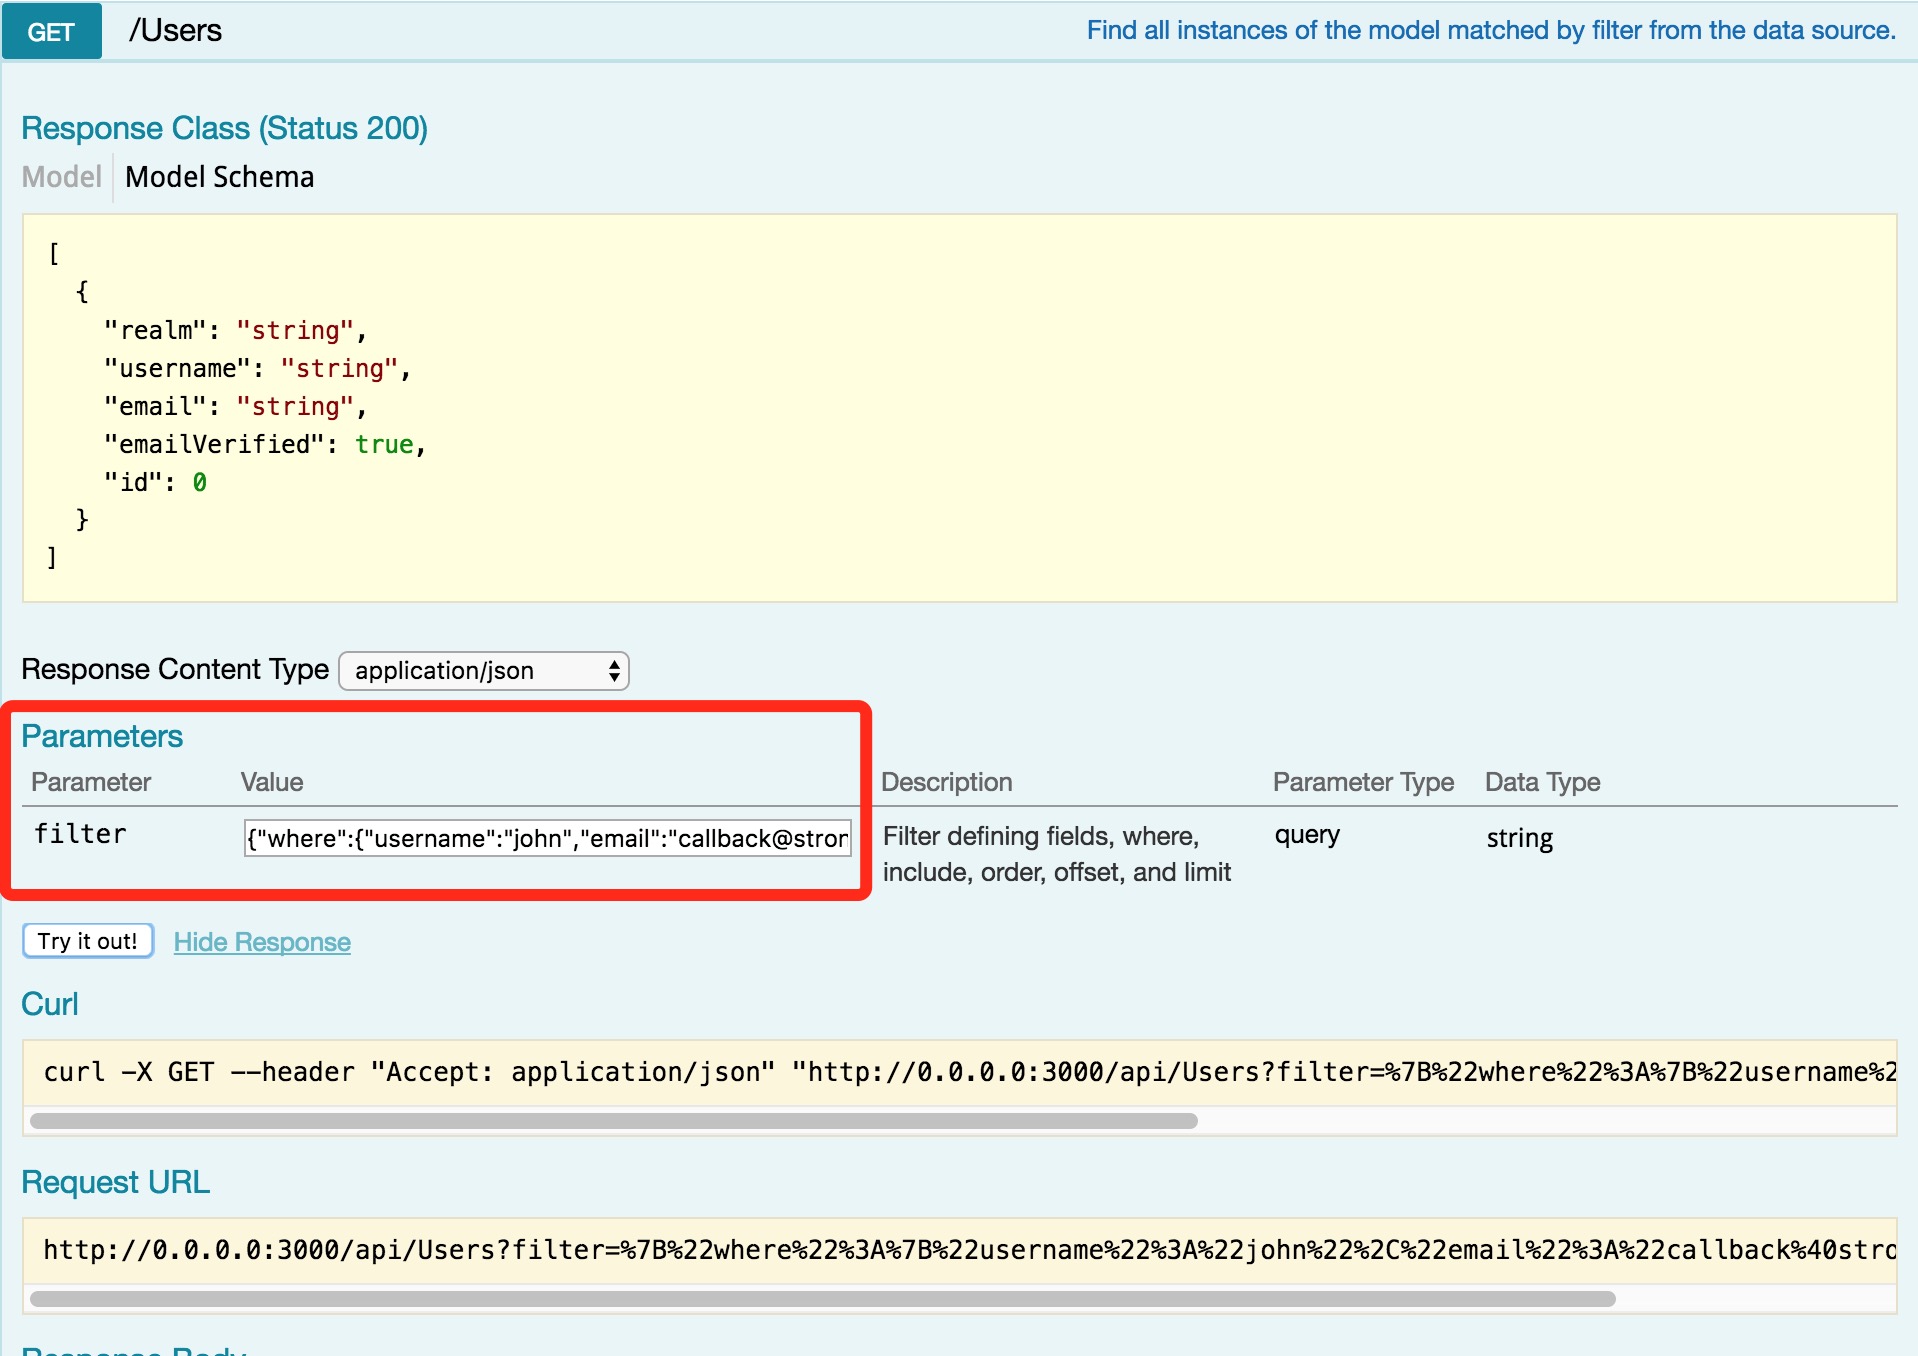 GET /Users Find all instances of the model matched by filter from the data source.
Response Class (Status 200)
Model Model Schema
[
{
"realm": "string",
"username": "string",
"email": "string",
"emailVerified": true,
"id": 0
}
]
Response Content Type application/json
Parameters
Parameter Value Description Parameter Type Data Type
filter {"where":{"username":"john","email":"callback@stron Filter defining fields, where, query string
include, order, offset, and limit
Try it out! Hide Response
Curl
curl -X GET --header "Accept: application/json" "http://0.0.0.0:3000/api/Users?filter=%7B%22where%22%3A%7B%22username%2
Request URL
http://0.0.0.0:3000/api/Users?filter=%7B%22where%22%3A%7B%22username%22%3A%22john%22%2C%22email%22%3A%22callback%40stro
Response Body